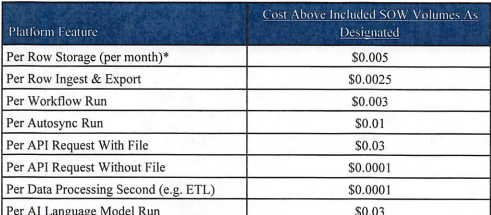 Platform Feature
Cost Above Included SOW Volumes As
Designated
Per Row Storage (per month)* $0.005
Per Row Ingest & Export $0.0025
Per Workflow Run $0.003
Per Autosync Run $0.01
Per API Request With File $0.03
Per API Request Without File $0.0001
Per Data Processing Second (e.g. ETL) $0.0001
Per AI Language Model Run $0.03